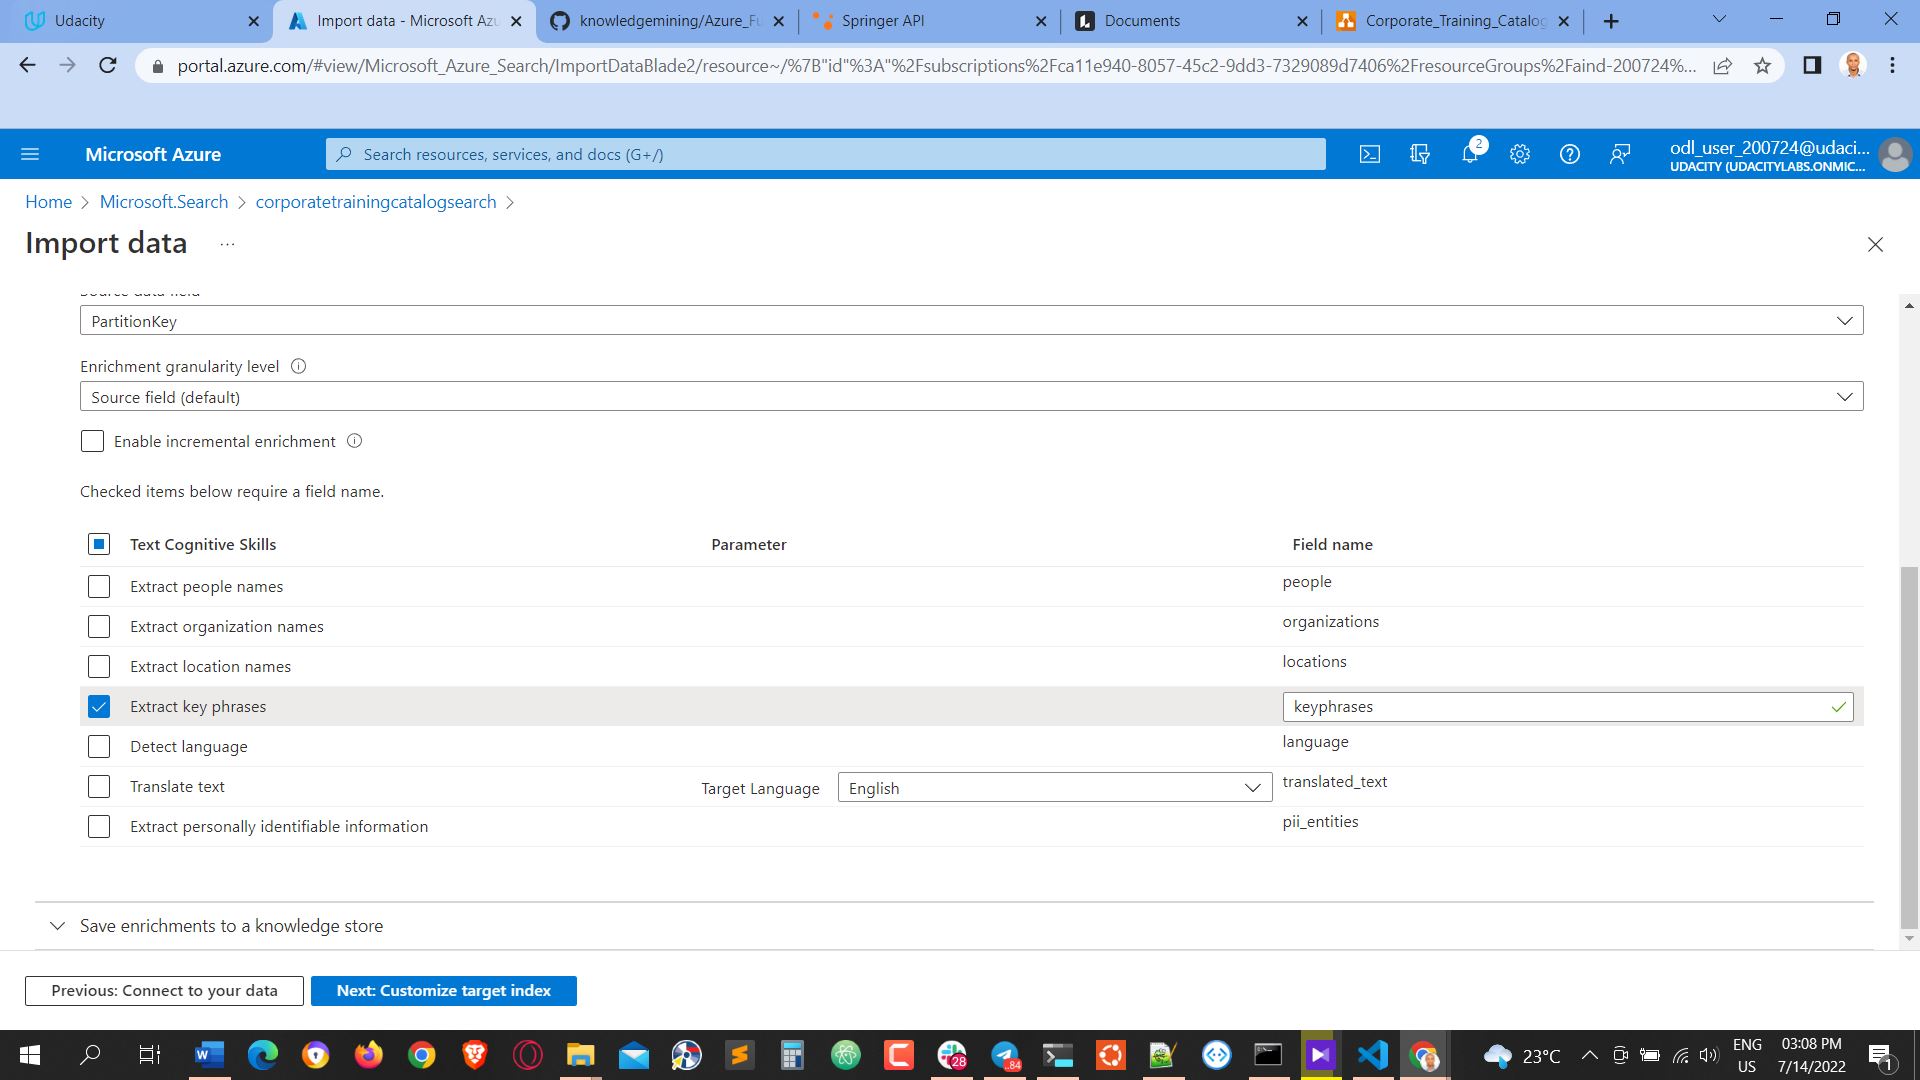 Udacity
Import data - Microsoft Azu
knowledgemining/Azure_Fu
Springer API
Documents
Corporate_Training_Catalog
portal.azure.com/#view/Microsoft_Azure_Search/ImportDataBlade2/resource~/%7B"id"%3A"%2Fsubscriptions%2Fca11e940-8057-45c2-9dd3-7329089d7406%2FresourceGroups%2Faind-200724%...
Microsoft Azure
Search resources, services, and docs (G+/)
2
odl_user_200724@udaci...
UDACITY (UDACITYLABS.ONMIC...
Home > Microsoft.Search > corporatetrainingcatalogsearch >
Import data ...
Source data field
PartitionKey
Enrichment granularity level
Source field (default)
Enable incremental enrichment
Checked items below require a field name.
Text Cognitive Skills Parameter Field name
Extract people names people
Extract organization names organizations
Extract location names locations
Extract key phrases keyphrases
Detect language language
Translate text Target Language English translated_text
Extract personally identifiable information pii_entities
Save enrichments to a knowledge store
Previous: Connect to your data
Next: Customize target index
28
84
23°C
ENG
US
03:08 PM
7/14/2022
1